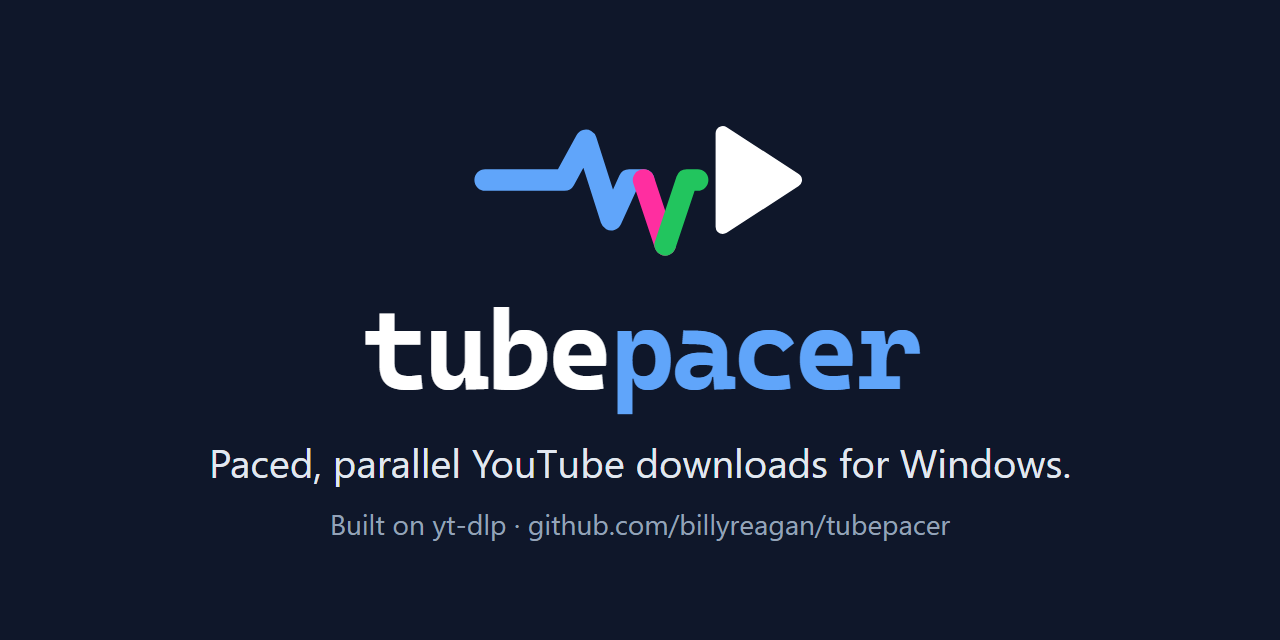 tubepacer
Paced, parallel YouTube downloads for Windows.
Built on yt-dlp · github.com/billyreagan/tubepacer